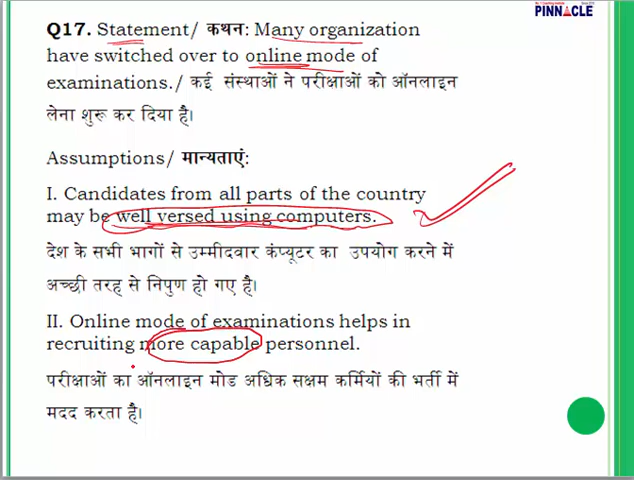 PINNACLE
Q17. Statement/ कथन: Many organization
have switched over to online mode of
examinations./ कई संस्थाओं ने परीक्षाओं को ऑनलाइन
लेना शुरू कर दिया है।
Assumptions/ मान्यताएं:
I. Candidates from all parts of the country
may be well versed using computers.
देश के सभी भागों से उम्मीदवार कंप्यूटर का उपयोग करने में
अच्छी तरह से निपुण हो गए है।
II. Online mode of examinations helps in
recruiting more capable personnel.
परीक्षाओं का ऑनलाइन मोड अधिक सक्षम कर्मियों की भर्ती में
मदद करता है।